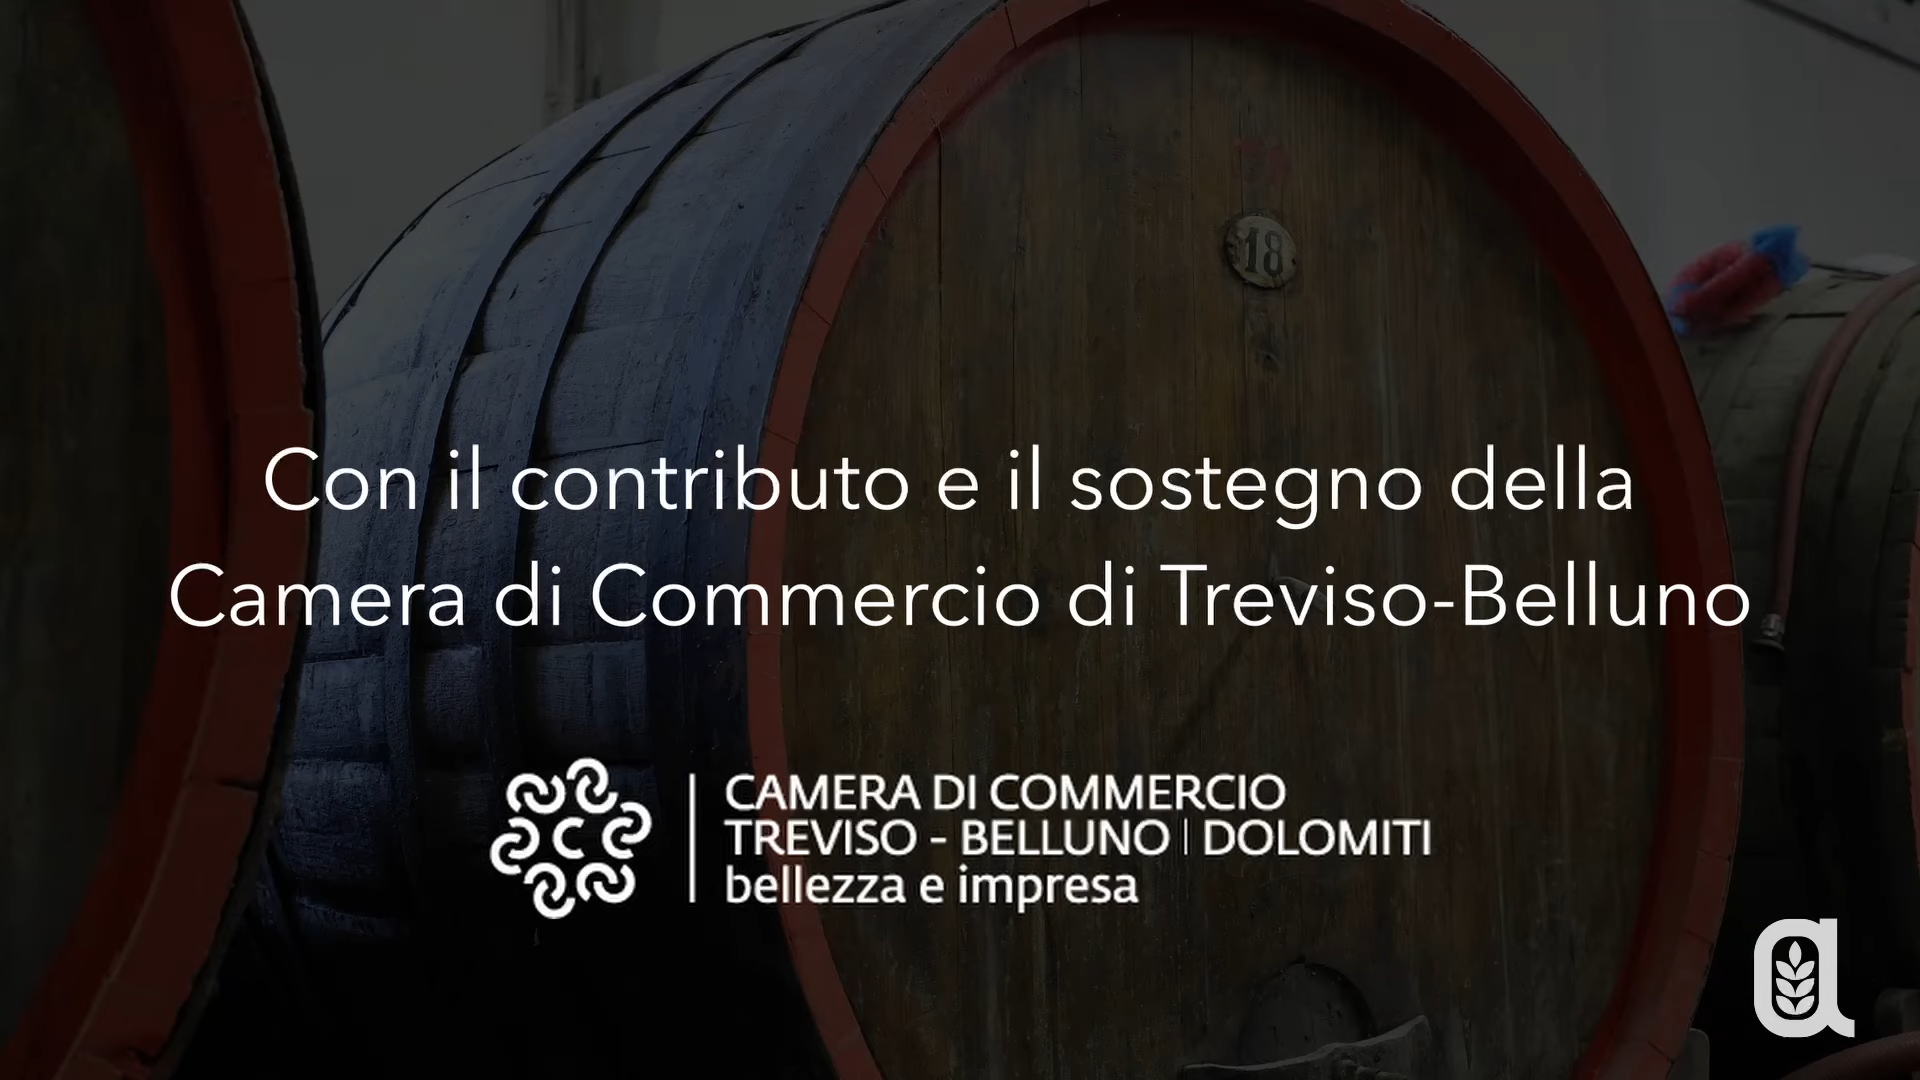 18
Con il contributo e il sostegno della
Camera di Commercio di Treviso-Belluno
CAMERA DI COMMERCIO
TREVISO - BELLUNO | DOLOMITI
bellezza e impresa